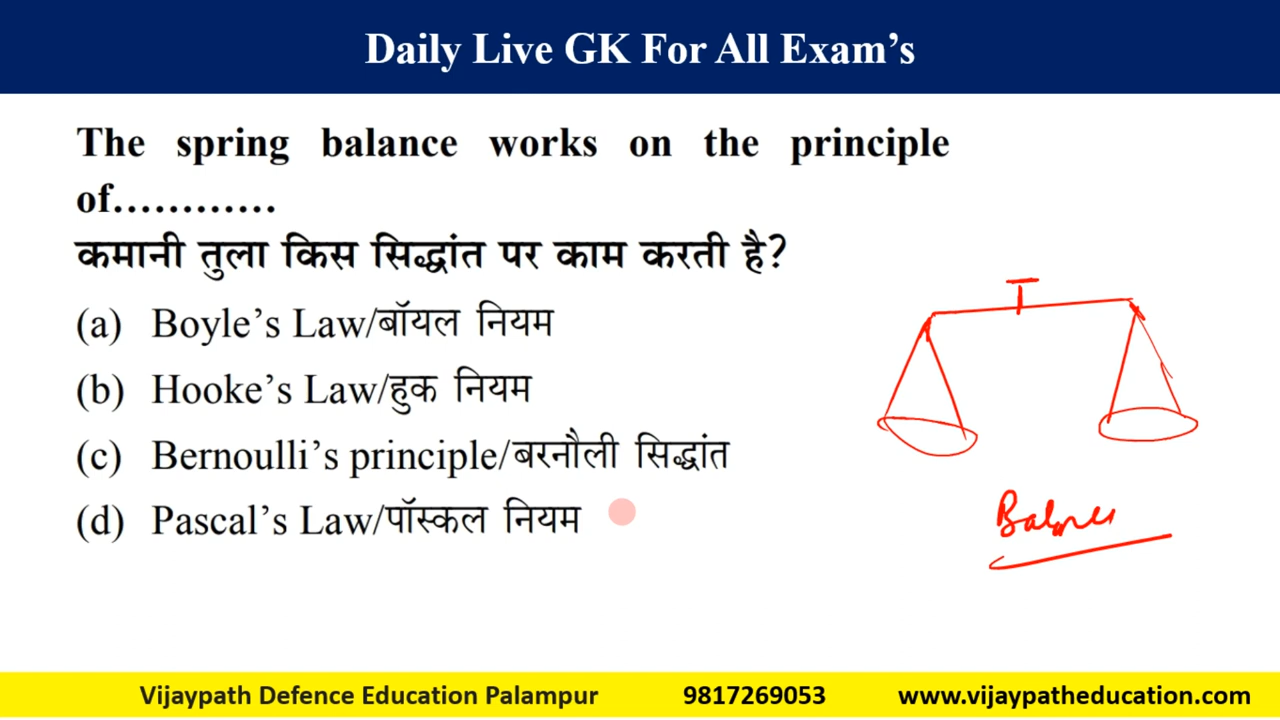 Daily Live GK For All Exam's
The spring balance works on the principle
of............
कमानी तुला किस सिद्धांत पर काम करती है?
(a) Boyle's Law/बॉयल नियम
(b) Hooke's Law/हुक नियम
(c) Bernoulli's principle/बरनौली सिद्धांत
(d) Pascal's Law/पॉस्कल नियम
Vijaypath Defence Education Palampur 9817269053 www.vijaypatheducation.com